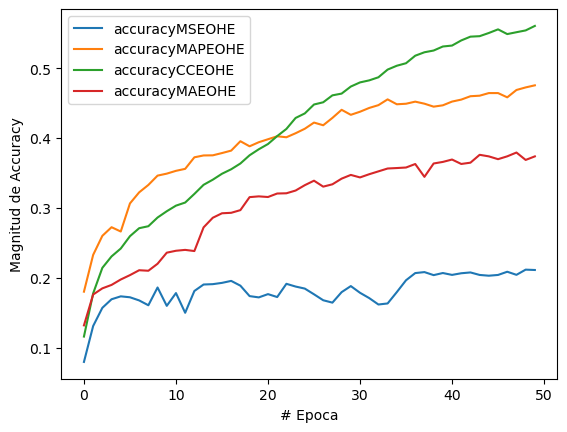 accuracyMSEOHE
accuracyMAPEOHE
accuracyCCEOHE
accuracyMAEOHE
Magnitud de Accuracy
0.5
0.4
0.3
0.2
0.1
0 10 20 30 40 50
# Epoca